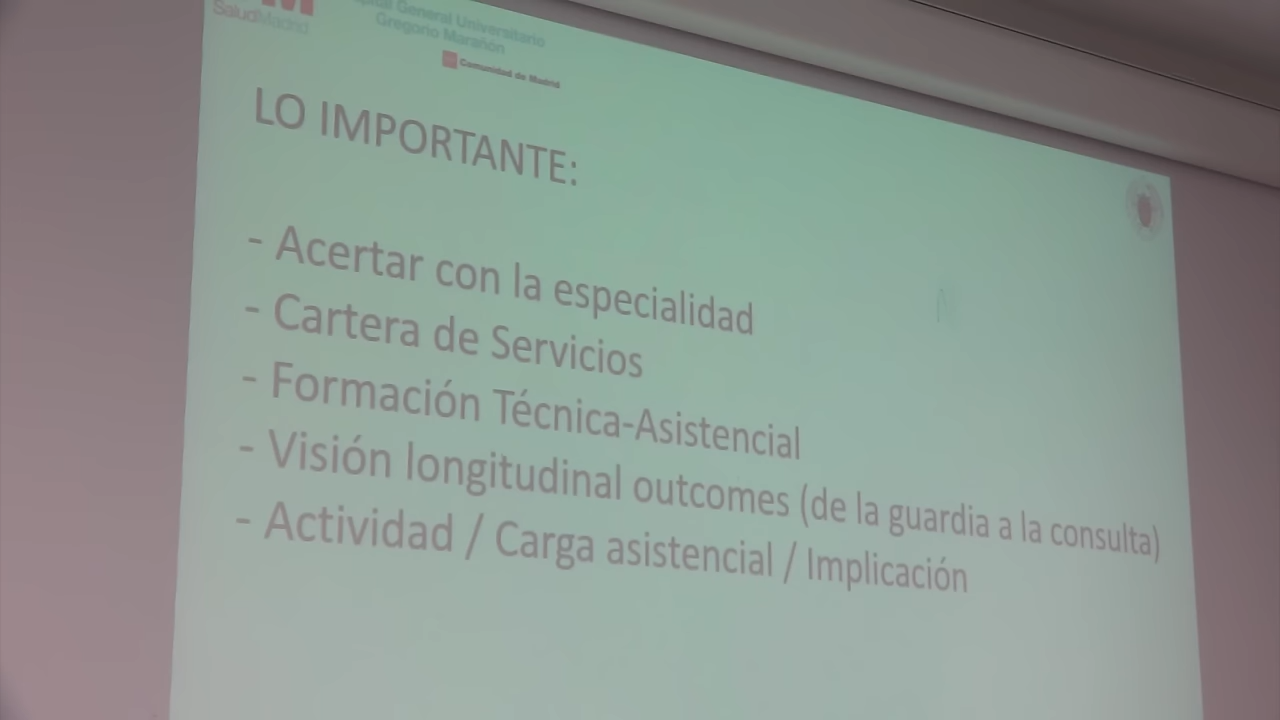 SaludMadrid
General Universitario
Gregorio Marañón
Comunidad de Madrid
LO IMPORTANTE:
- Acertar con la especialidad
- Cartera de Servicios
- Formación Técnica-Asistencial
- Visión longitudinal outcomes (de la guardia a la consulta)
- Actividad / Carga asistencial / Implicación